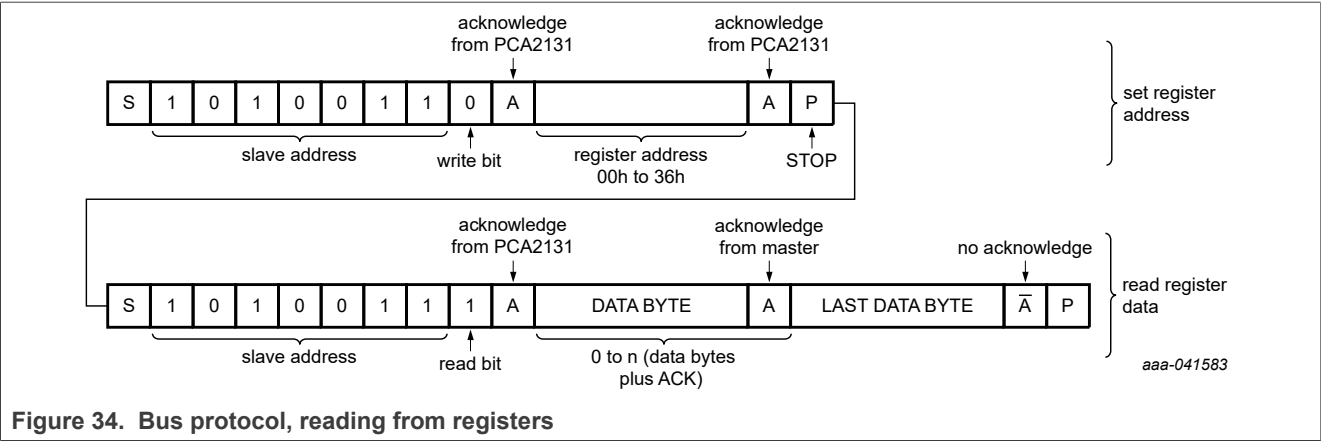 acknowledge
from PCA2131
acknowledge
from PCA2131
S 1 0 1 0 0 1 1 0 A A P
set register
address
slave address
write bit
register address
00h to 36h
STOP
acknowledge
from PCA2131
acknowledge
from master
no acknowledge
S 1 0 1 0 0 1 1 1 A DATA BYTE A LAST DATA BYTE A̅ P
read register
data
slave address
read bit
0 to n (data bytes
plus ACK)
aaa-041583
Figure 34. Bus protocol, reading from registers